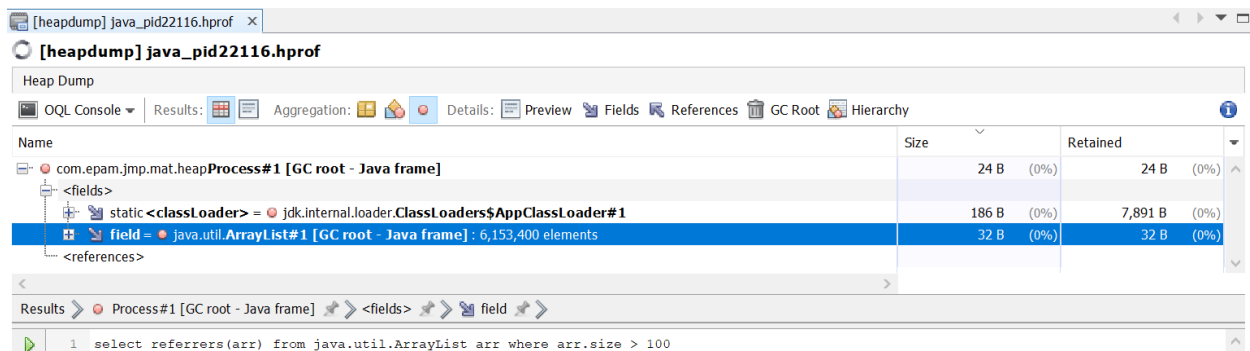 [heapdump] java_pid22116.hprof ×
[heapdump] java_pid22116.hprof
Heap Dump
OQL Console Results: Aggregation: Details: Preview Fields References GC Root Hierarchy
Name Size Retained
com.epam.jmp.mat.heapProcess#1 [GC root - Java frame] 24 B (0%) 24 B (0%)
<fields>
static <classLoader> = jdk.internal.loader.ClassLoaders$AppClassLoader#1 186 B (0%) 7,891 B (0%)
field = java.util.ArrayList#1 [GC root - Java frame] : 6,153,400 elements 32 B (0%) 32 B (0%)
<references>
Results Process#1 [GC root - Java frame] <fields> field
1 select referrers(arr) from java.util.ArrayList arr where arr.size > 100